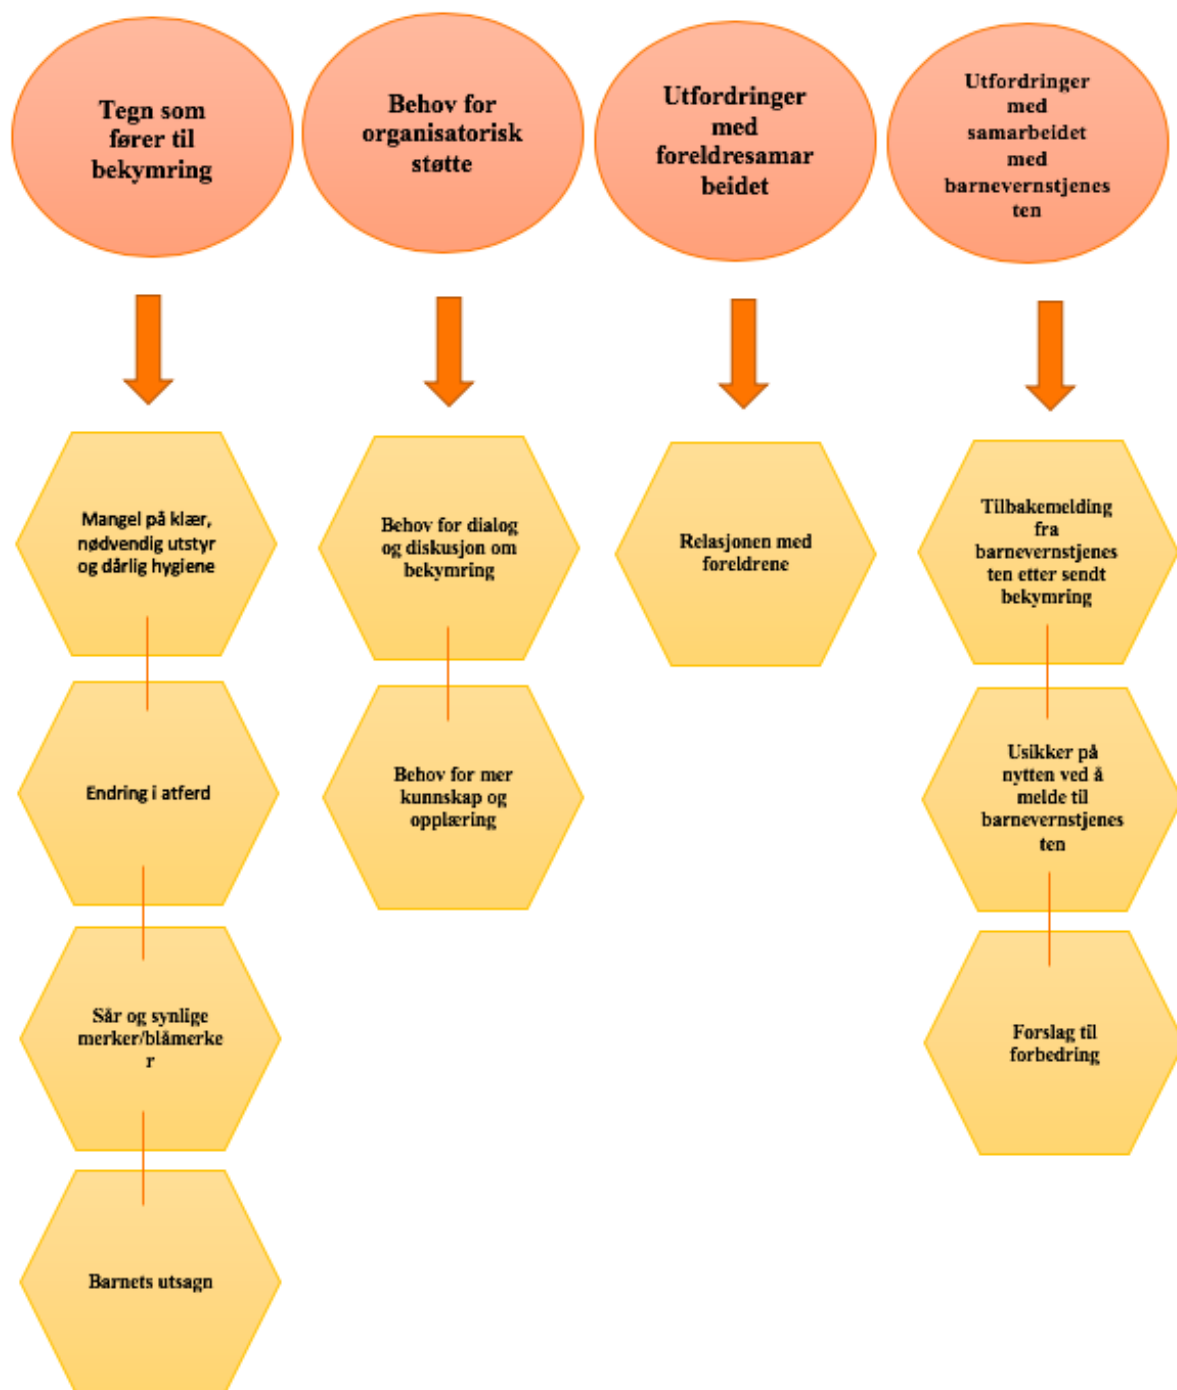 Tegn som
fører til
bekymring
Behov for
organisatorisk
støtte
Utfordringer
med
foreldresamar
beidet
Utfordringer
med
samarbeidet
med
barnevernstjenes
ten
Mangel på klær,
nødvendig utstyr
og dårlig hygiene
Endring i atferd
Sår og synlige
merker/blåmerke
r
Barnets utsagn
Behov for dialog
og diskusjon om
bekymring
Behov for mer
kunnskap og
opplæring
Relasjonen med
foreldrene
Tilbakemelding
fra
barnevernstjenes
ten etter sendt
bekymring
Usikker på
nytten ved å
melde til
barnevernstjenes
ten
Forslag til
forbedring